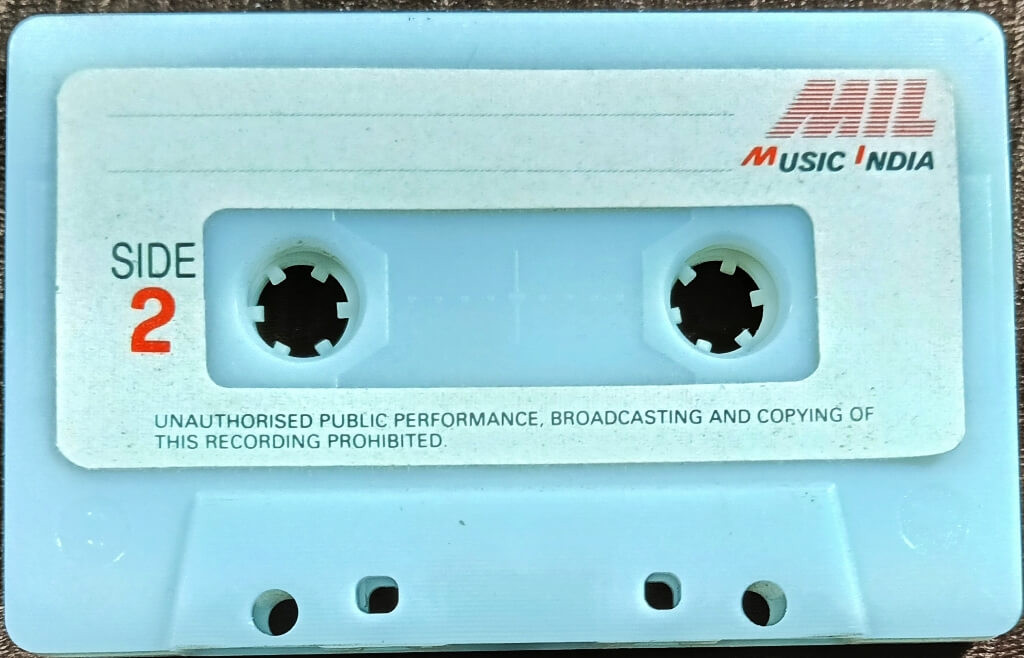 MIL
MUSIC INDIA
SIDE
2
UNAUTHORISED PUBLIC PERFORMANCE, BROADCASTING AND COPYING OF
THIS RECORDING PROHIBITED.